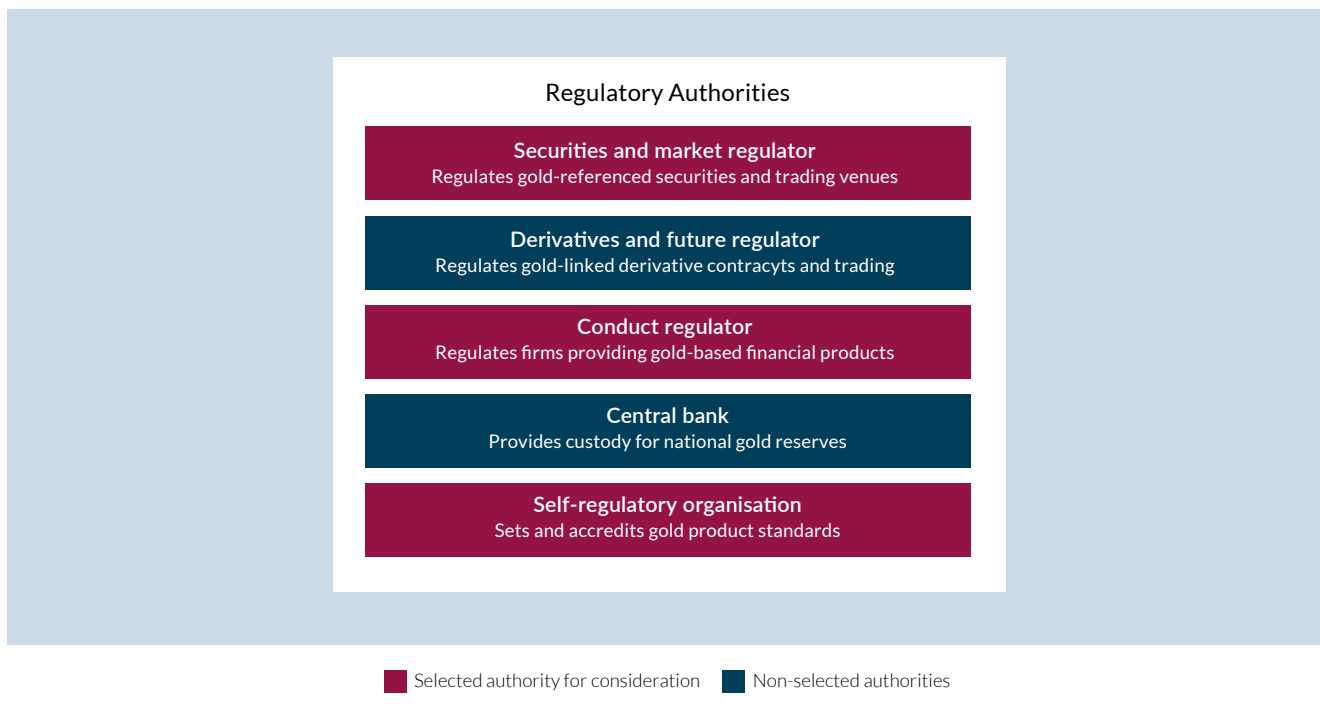 Regulatory Authorities
Securities and market regulator
Regulates gold-referenced securities and trading venues
Derivatives and future regulator
Regulates gold-linked derivative contracyts and trading
Conduct regulator
Regulates firms providing gold-based financial products
Central bank
Provides custody for national gold reserves
Self-regulatory organisation
Sets and accredits gold product standards
Selected authority for consideration
Non-selected authorities